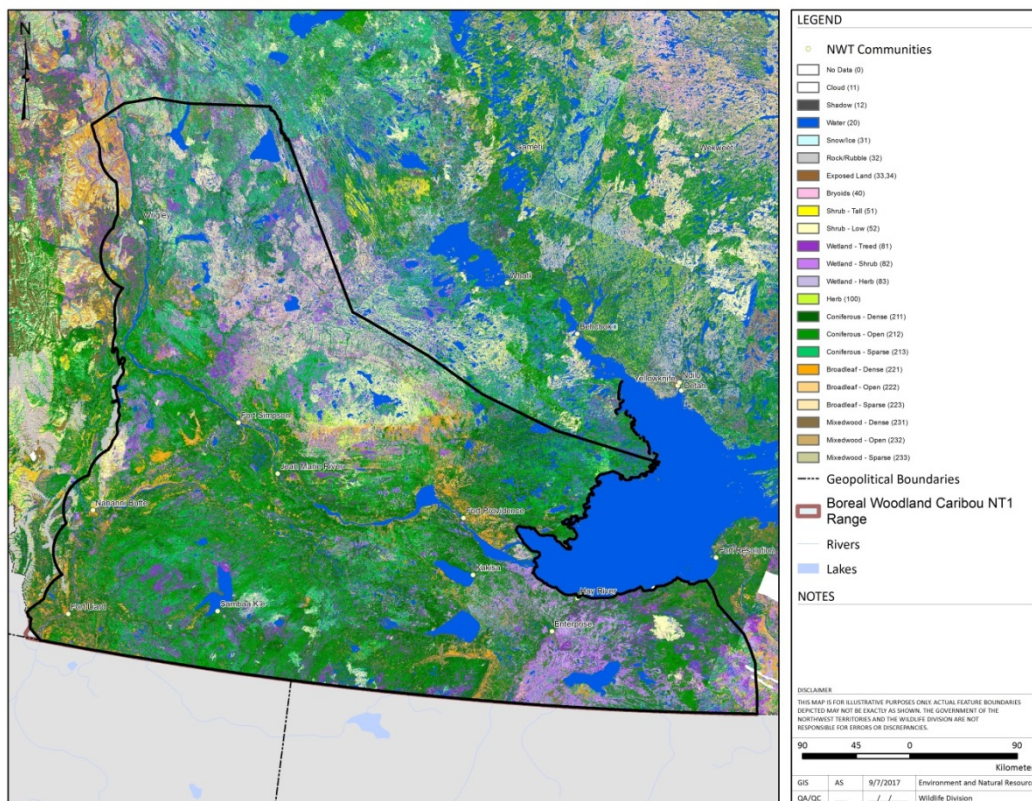 N
Gamètì
Wekweètì
Wrigley
Whatì
Behchokǫ̀
Yellowknife
Fort Simpson
Jean Marie River
Nahanni Butte
Fort Providence
Fort Resolution
Kakisa
Hay River
Fort Liard
Sambaa K'e
Enterprise
LEGEND
NWT Communities
No Data (0)
Cloud (11)
Shadow (12)
Water (20)
Snow/Ice (31)
Rock/Rubble (32)
Exposed Land (33,34)
Bryoids (40)
Shrub - Tall (51)
Shrub - Low (52)
Wetland - Treed (81)
Wetland - Shrub (82)
Wetland - Herb (83)
Herb (100)
Coniferous - Dense (211)
Coniferous - Open (212)
Coniferous - Sparse (213)
Broadleaf - Dense (221)
Broadleaf - Open (222)
Broadleaf - Sparse (223)
Mixedwood - Dense (231)
Mixedwood - Open (232)
Mixedwood - Sparse (233)
Geopolitical Boundaries
Boreal Woodland Caribou NT1
Range
Rivers
Lakes
NOTES
DISCLAIMER
THIS MAP IS FOR ILLUSTRATIVE PURPOSES ONLY. ACTUAL FEATURE BOUNDARIES
DEPICTED MAY NOT BE EXACTLY AS SHOWN. THE GOVERNMENT OF THE
NORTHWEST TERRITORIES AND THE WILDLIFE DIVISION ARE NOT
RESPONSIBLE FOR ERRORS OR DISCREPANCIES.
90 45 0 90
Kilomete
GIS AS 9/7/2017 Environment and Natural Resourc
QA/QC __/__/__ Wildlife Division